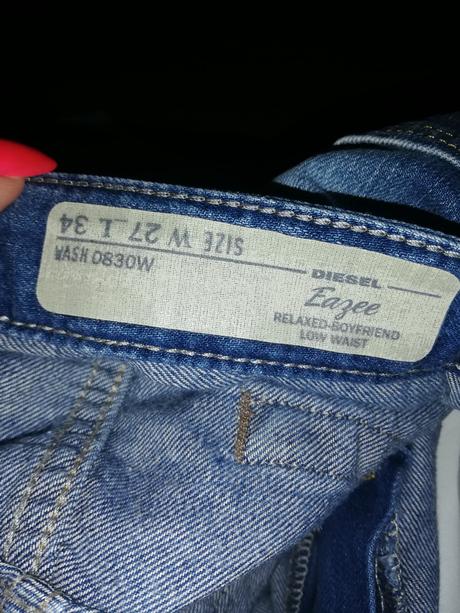 SIZE W 27 L 34
WASH 0830W
DIESEL
Eazee
RELAXED-BOYFRIEND
LOW WAIST